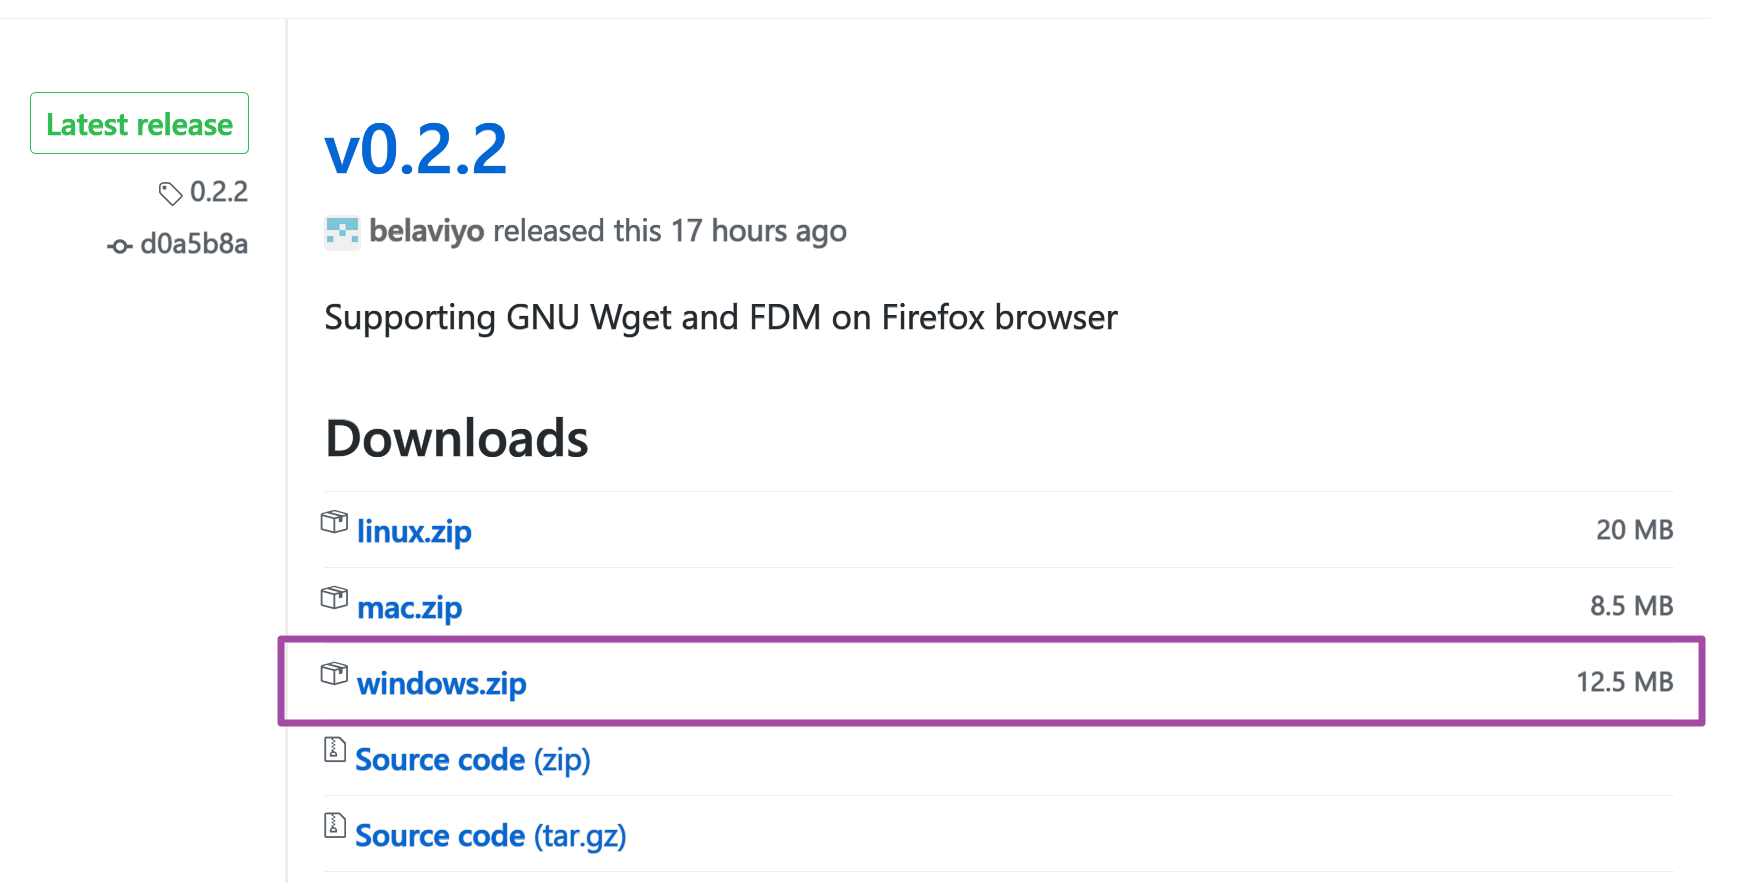 Latest release
0.2.2
d0a5b8a
v0.2.2
belaviyo released this 17 hours ago
Supporting GNU Wget and FDM on Firefox browser
Downloads
linux.zip 20 MB
mac.zip 8.5 MB
windows.zip 12.5 MB
Source code (zip)
Source code (tar.gz)